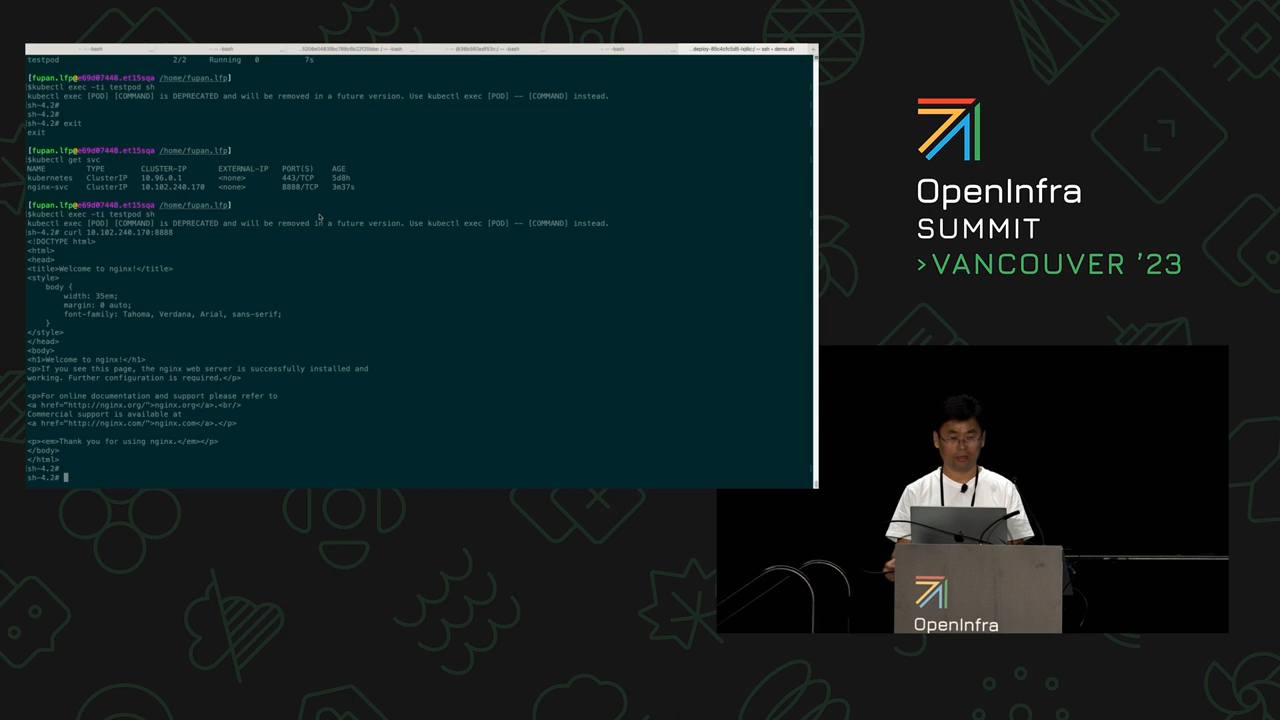 testpod 2/2 Running 0 7s
[fupan.lfp@e69d07448.et15sqa /home/fupan.lfp]
$kubectl exec -ti testpod sh
kubectl exec [POD] [COMMAND] is DEPRECATED and will be removed in a future version. Use kubectl exec [POD] -- [COMMAND] instead.
sh-4.2#
sh-4.2#
sh-4.2# exit
exit
[fupan.lfp@e69d07448.et15sqa /home/fupan.lfp]
$kubectl get svc
NAME TYPE CLUSTER-IP EXTERNAL-IP PORT(S) AGE
kubernetes ClusterIP 10.96.0.1 <none> 443/TCP 5d8h
nginx-svc ClusterIP 10.102.240.170 <none> 8888/TCP 3m37s
[fupan.lfp@e69d07448.et15sqa /home/fupan.lfp]
$kubectl exec -ti testpod sh
kubectl exec [POD] [COMMAND] is DEPRECATED and will be removed in a future version. Use kubectl exec [POD] -- [COMMAND] instead.
sh-4.2# curl 10.102.240.170:8888
<!DOCTYPE html>
<html>
<head>
<title>Welcome to nginx!</title>
<style>
body {
width: 35em;
margin: 0 auto;
font-family: Tahoma, Verdana, Arial, sans-serif;
}
</style>
</head>
<body>
<h1>Welcome to nginx!</h1>
<p>If you see this page, the nginx web server is successfully installed and
working. Further configuration is required.</p>
<p>For online documentation and support please refer to
<a href="http://nginx.org/">nginx.org</a>.<br/>
Commercial support is available at
<a href="http://nginx.com/">nginx.com</a>.</p>
<p><em>Thank you for using nginx.</em></p>
</body>
</html>
sh-4.2#
sh-4.2#
OpenInfra
SUMMIT
>VANCOUVER '23
OpenInfra